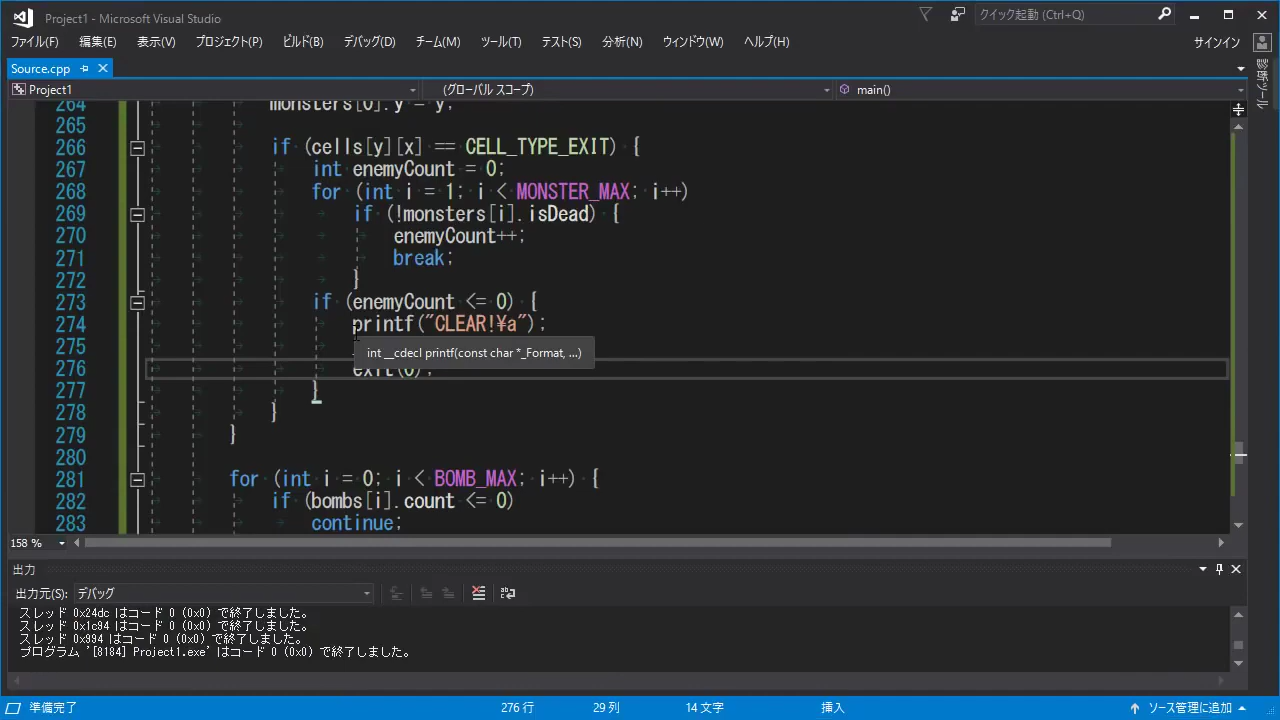 Project1 - Microsoft Visual Studio
クイック起動 (Ctrl+Q)
ファイル(F) 編集(E) 表示(V) プロジェクト(P) ビルド(B) デバッグ(D) チーム(M) ツール(T) テスト(S) 分析(N) ウィンドウ(W) ヘルプ(H) サインイン
Source.cpp
診断ツール
Project1 (グローバル スコープ) main()
264 monsters[0].y = y;
265
266 if (cells[y][x] == CELL_TYPE_EXIT) {
267 int enemyCount = 0;
268 for (int i = 1; i < MONSTER_MAX; i++)
269 if (!monsters[i].isDead) {
270 enemyCount++;
271 break;
272 }
273 if (enemyCount <= 0) {
274 printf("CLEAR!¥a");
275
int __cdecl printf(const char *_Format, ...)
276 exit(0);
277 }
278 }
279 }
280
281 for (int i = 0; i < BOMB_MAX; i++) {
282 if (bombs[i].count <= 0)
283 continue;
158 %
出力
出力元(S): デバッグ
スレッド 0x24dc はコード 0 (0x0) で終了しました。
スレッド 0x1c94 はコード 0 (0x0) で終了しました。
スレッド 0x994 はコード 0 (0x0) で終了しました。
プログラム '[8184] Project1.exe' はコード 0 (0x0) で終了しました。
準備完了 276 行 29 列 14 文字 挿入 ソース管理に追加